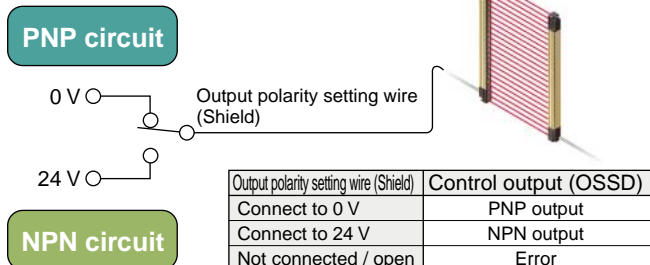 PNP circuit
0 V
Output polarity setting wire
(Shield)
24 V
NPN circuit
Output polarity setting wire (Shield) Control output (OSSD)
Connect to 0 V PNP output
Connect to 24 V NPN output
Not connected / open Error